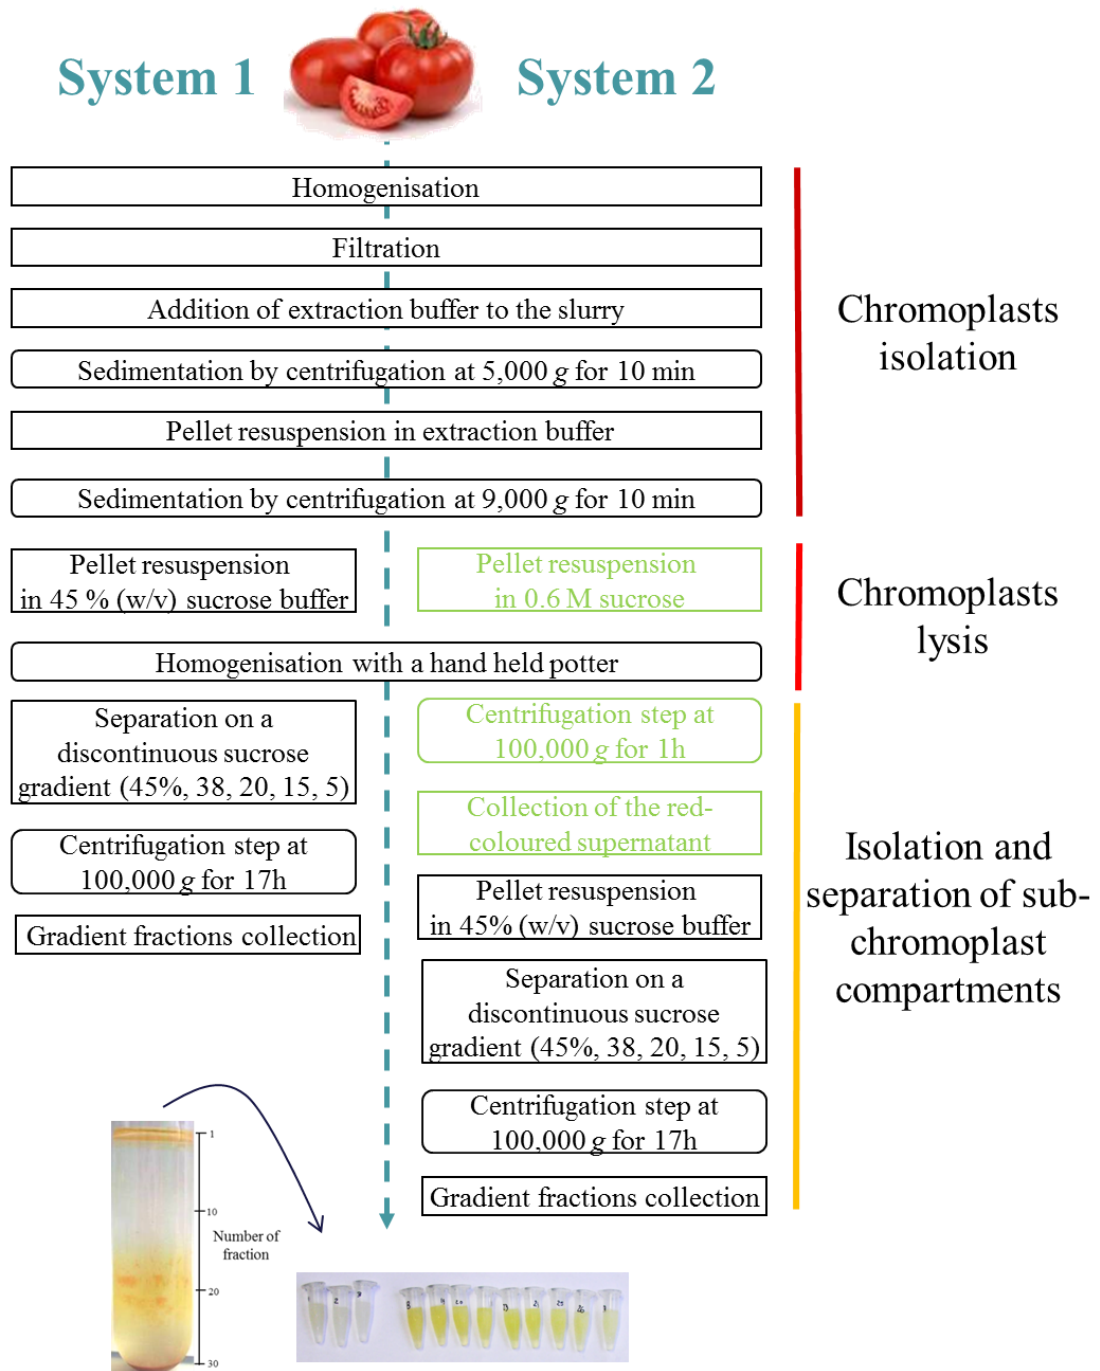 System 1
System 2
Homogenisation
Filtration
Addition of extraction buffer to the slurry
Sedimentation by centrifugation at 5,000 g for 10 min
Pellet resuspension in extraction buffer
Sedimentation by centrifugation at 9,000 g for 10 min
Chromoplasts
isolation
Pellet resuspension
in 45 % (w/v) sucrose buffer
Pellet resuspension
in 0.6 M sucrose
Homogenisation with a hand held potter
Chromoplasts
lysis
Separation on a
discontinuous sucrose
gradient (45%, 38, 20, 15, 5)
Centrifugation step at
100,000 g for 17h
Gradient fractions collection
Centrifugation step at
100,000 g for 1h
Collection of the red-
coloured supernatant
Pellet resuspension
in 45% (w/v) sucrose buffer
Separation on a
discontinuous sucrose
gradient (45%, 38, 20, 15, 5)
Centrifugation step at
100,000 g for 17h
Gradient fractions collection
Isolation and
separation of sub-
chromoplast
compartments
1
10
Number of
fraction
20
30